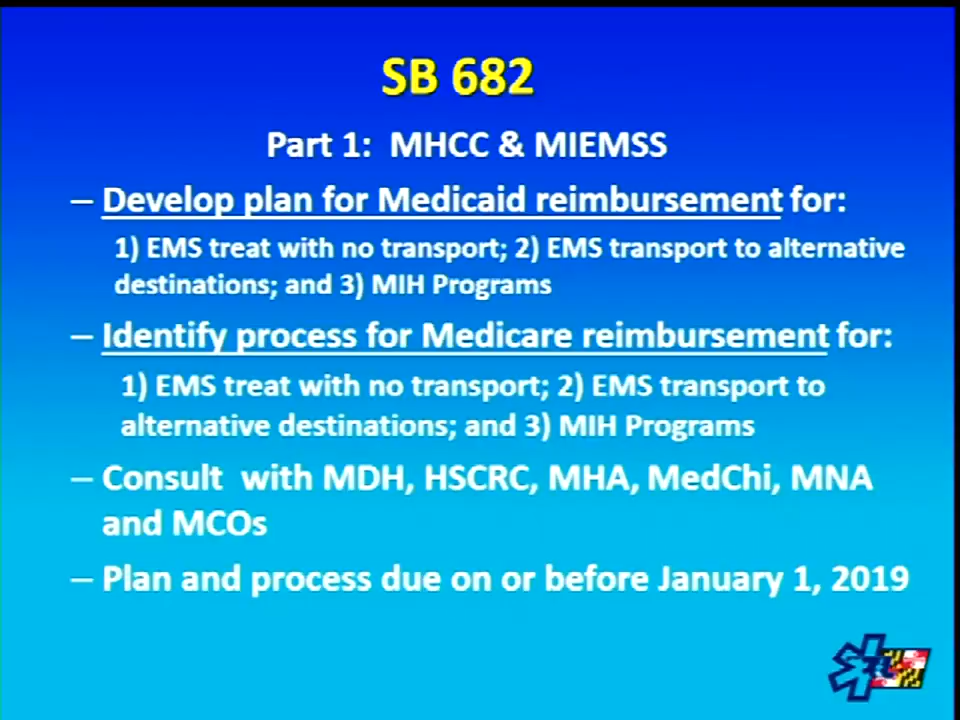 SB 682
Part 1: MHCC & MIEMSS
– Develop plan for Medicaid reimbursement for:
1) EMS treat with no transport; 2) EMS transport to alternative
destinations; and 3) MIH Programs
– Identify process for Medicare reimbursement for:
1) EMS treat with no transport; 2) EMS transport to
alternative destinations; and 3) MIH Programs
– Consult with MDH, HSCRC, MHA, MedChi, MNA
and MCOs
– Plan and process due on or before January 1, 2019